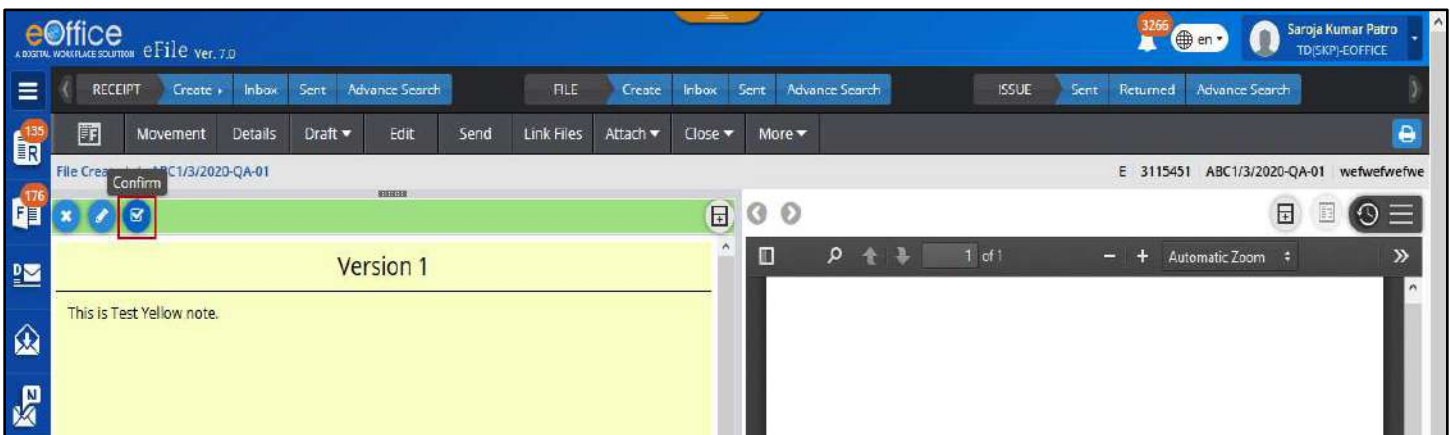 eOffice
A DIGITAL WORKPLACE SOLUTION eFile Ver. 7.0
3266 en Saroja Kumar Patro
TD(SKP)-EOFFICE
RECEIPT Create Inbox Sent Advance Search FILE Create Inbox Sent Advance Search ISSUE Sent Returned Advance Search
135 R
Movement Details Draft Edit Send Link Files Attach Close More
ABC1/3/2020-QA-01 E 3115451 ABC1/3/2020-QA-01 wefwefwefwe
Confirm
176 F
1 of 1 Automatic Zoom
Version 1
D
This is Test Yellow note.
N